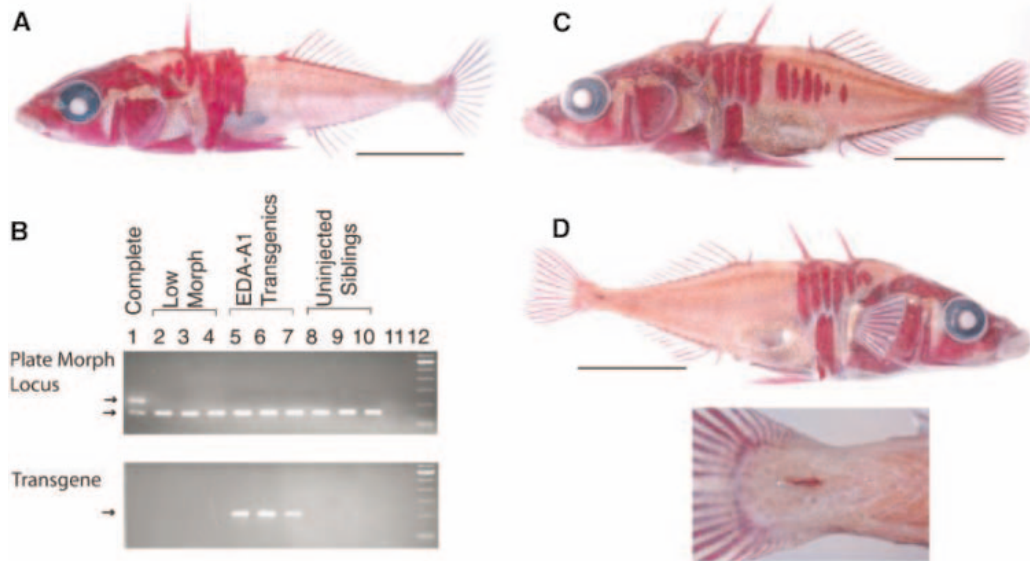 A
C
B
Complete
Low
Morph
EDA-A1
Transgenics
Uninjected
Siblings
1 2 3 4 5 6 7 8 9 10 11 12
Plate Morph
Locus
Transgene
D